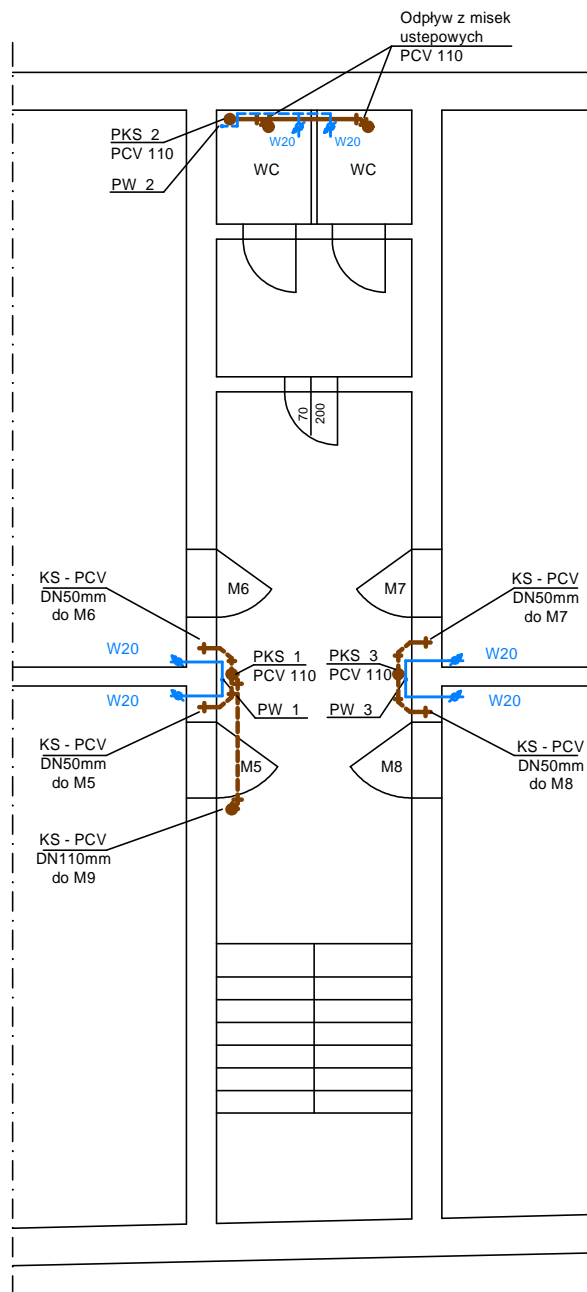 Odpływ z misek
ustepowych
PCV 110
PKS 2
PCV 110
PW 2
W20
W20
WC
WC
70
200
KS - PCV
DN50mm
do M6
M6
M7
KS - PCV
DN50mm
do M7
W20
W20
PKS 1
PCV 110
PKS 3
PCV 110
W20
W20
PW 1
PW 3
KS - PCV
DN50mm
do M5
M5
M8
KS - PCV
DN50mm
do M8
KS - PCV
DN110mm
do M9